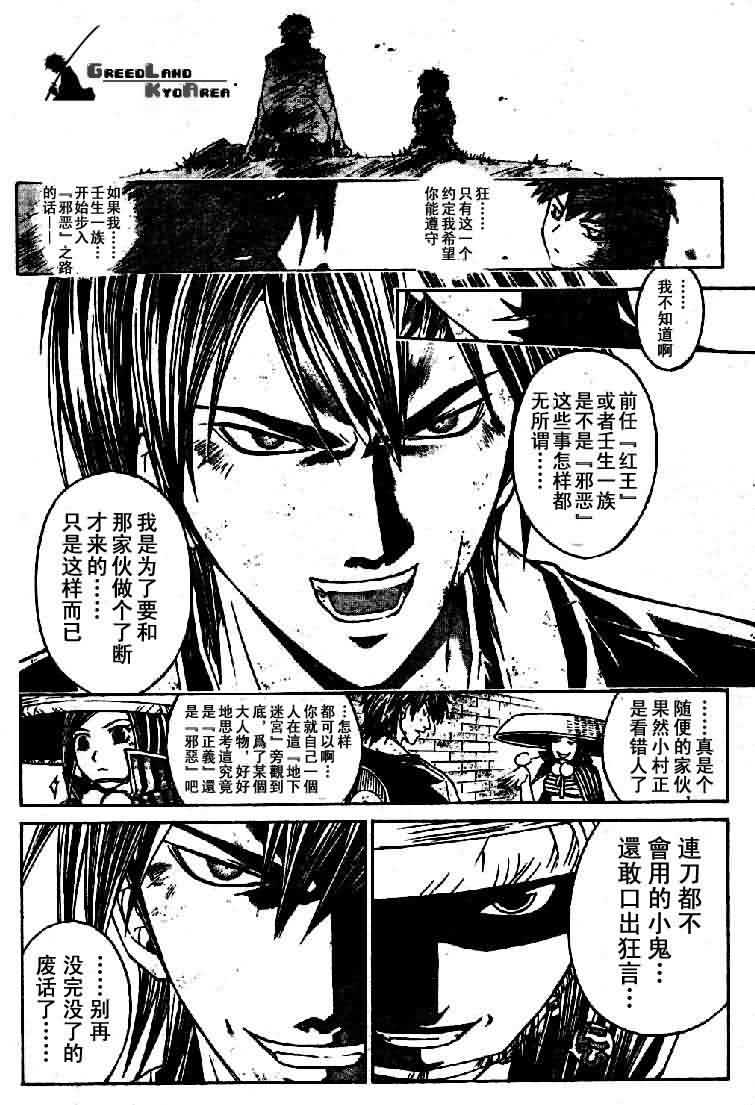 GREEDLAND
KYOAREA
狂……
只有这一个
约定我希望
你能遵守
如果我……
壬生一族…
开始步入
『邪恶』之路
的话——
……
我不知道啊
前任『红王』
或者壬生一族
是不是『邪恶』
这些事怎样都
无所谓……
我是为了要和
那家伙做个了断
才来的……
只是这样而已
……真是个
随便的家伙,
果然小村正
是看错人了
…怎样
都可以啊…
你就自己一個
人在這『地下
迷宮』旁觀到
底，爲了某個
大人物，好好
地思考這究竟
是『正義』還
是『邪惡』吧
連刀都不
會用的小鬼…
還敢口出狂言…
……别再
没完没了的
废话了……